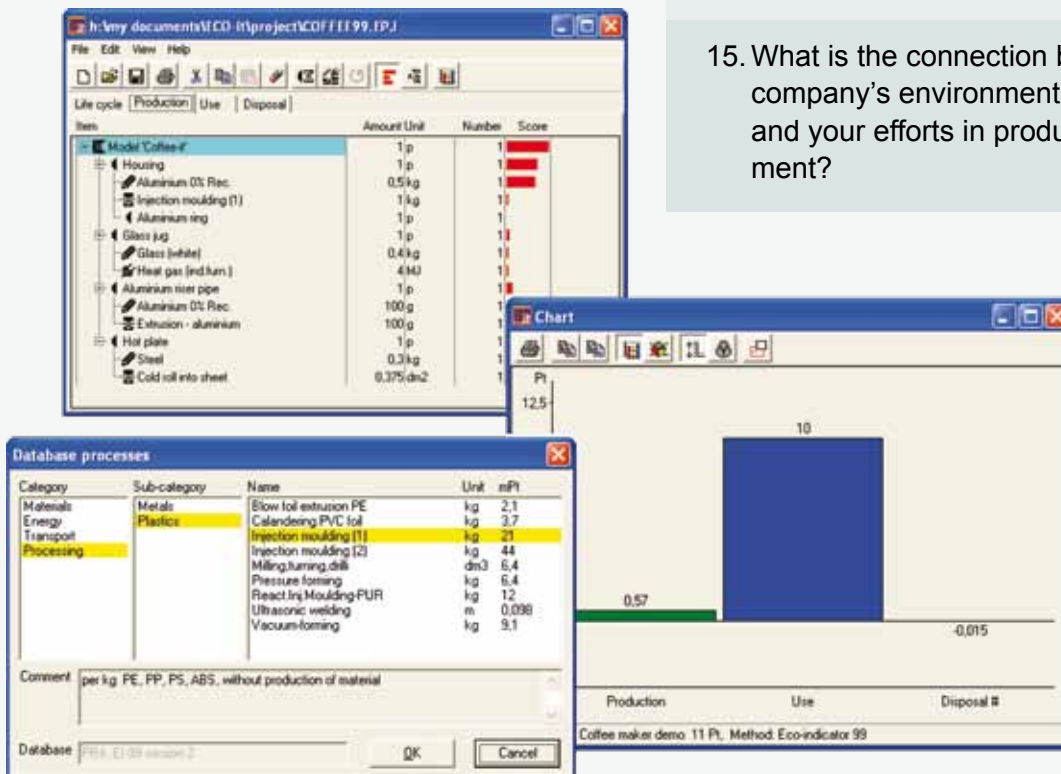 15. What is the connection b
company's environment
and your efforts in produ
ment?
h:\my documents\ECO-it\project\COFFEE99.EPJ
File Edit View Help
Life cycle Production Use Disposal
Item Amount Unit Number Score
Model 'Coffee-it' 1 p 1
Housing 1 p 1
Aluminium 0% Rec. 0,5 kg 1
Injection moulding (1) 1 kg 1
Aluminium ring 1 p 1
Glass jug 1 p 1
Glass (white) 0,4 kg 1
Heat gas (ind.furn.) 4 MJ 1
Aluminium riser pipe 1 p 1
Aluminium 0% Rec. 100 g 1
Extrusion - aluminium 100 g 1
Hot plate 1 p 1
Steel 0,3 kg 1
Cold roll into sheet 0,375 dm2 1
Chart
Pt
12,5
10
0,57
-0,015
Production Use Disposal #
Coffee maker demo 11 Pt, Method: Eco-indicator 99
Database processes
Category Sub-category Name Unit mPt
Materials Metals Blow foil extrusion PE kg 2,1
Energy Plastics Calandering PVC foil kg 3,7
Transport Injection moulding (1) kg 21
Processing Injection moulding (2) kg 44
Milling,turning,drill dm3 6,4
Pressure forming kg 6,4
React.Inj.Moulding-PUR kg 12
Ultrasonic welding m 0,098
Vacuum-forming kg 9,1
Comment per kg PE, PP, PS, ABS, without production of material
Database
OK Cancel